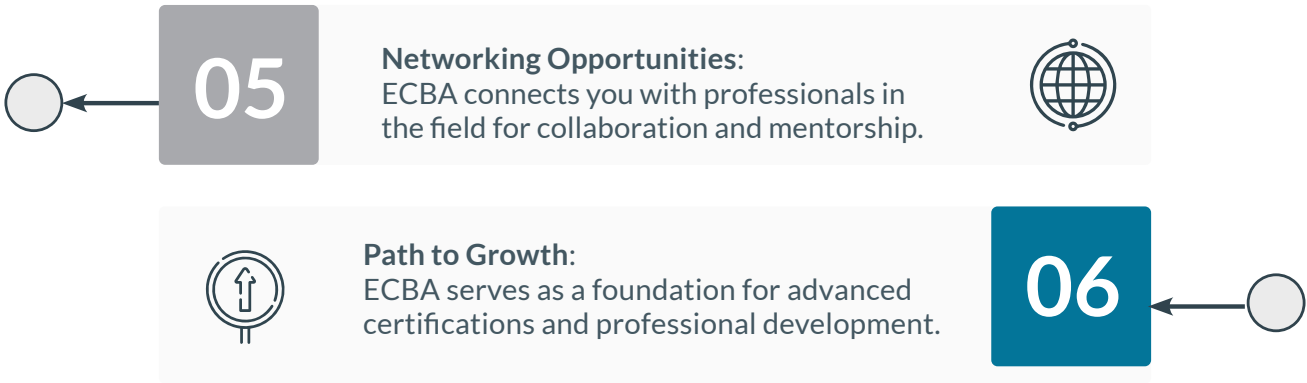 05
Networking Opportunities:
ECBA connects you with professionals in
the field for collaboration and mentorship.
Path to Growth:
ECBA serves as a foundation for advanced
certifications and professional development.
06